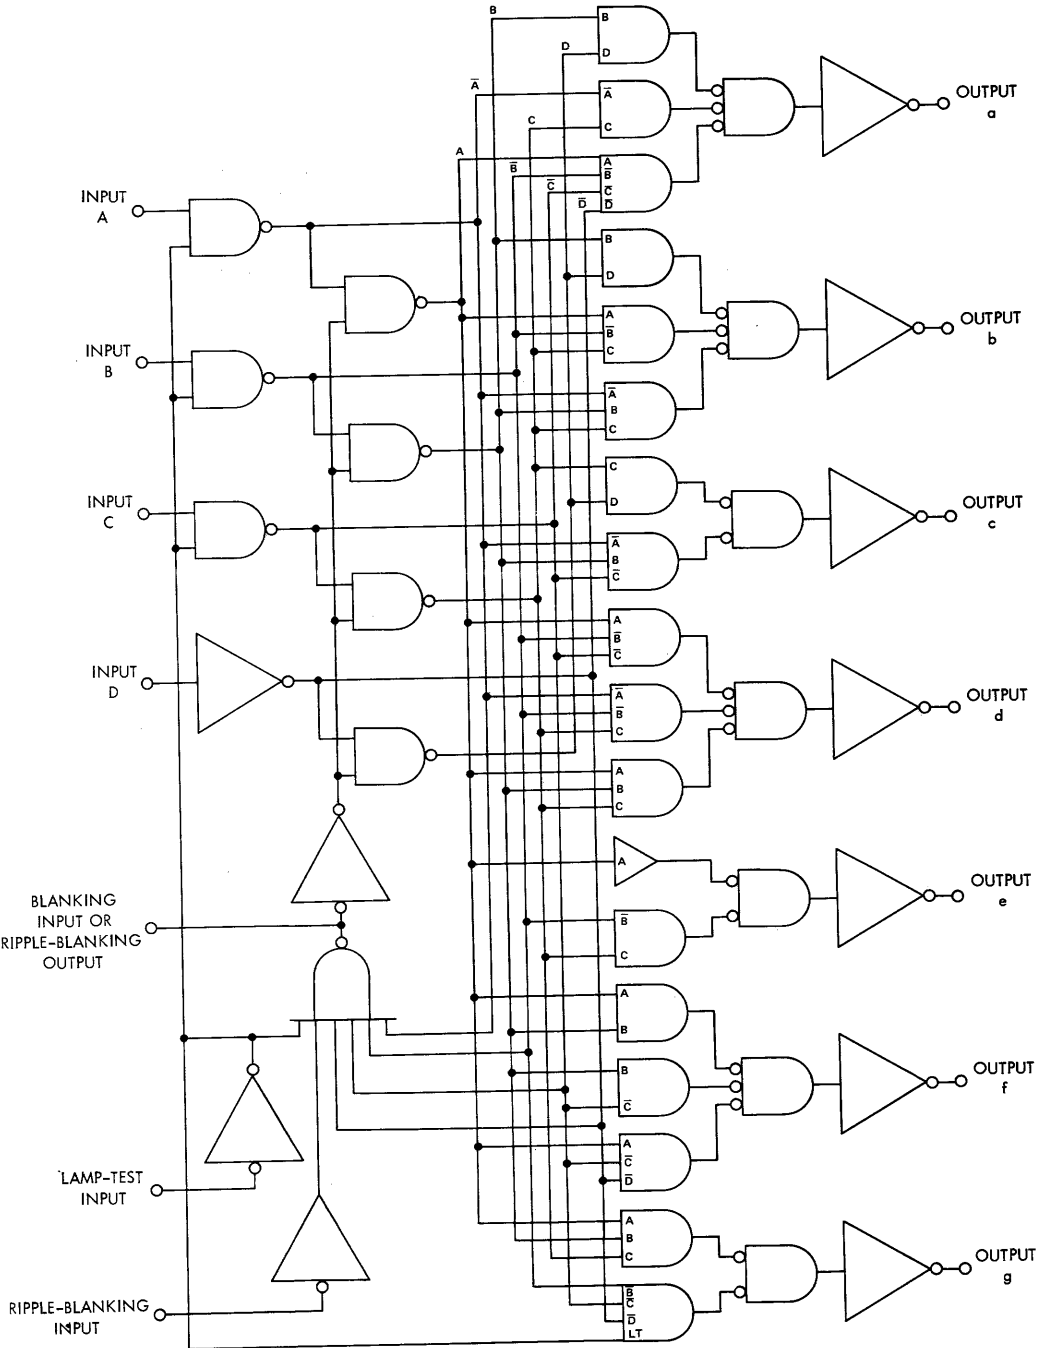 B
B
D
D
A̅
A̅
C
C
A
A
B̅
B̅
C̅
C̅
D̅
D̅
OUTPUT
a
INPUT
A
B
D
A
B̅
C
A̅
B
C
OUTPUT
b
INPUT
B
C
D
A̅
B
C̅
OUTPUT
c
INPUT
C
A
B̅
C̅
A̅
B̅
C
A
B
C
OUTPUT
d
INPUT
D
A
B̅
C
OUTPUT
e
BLANKING
INPUT OR
RIPPLE-BLANKING
OUTPUT
A
B
B
C̅
A
C̅
D̅
OUTPUT
f
LAMP-TEST
INPUT
A
B
C
B̅
C̅
D̅
LT
OUTPUT
g
RIPPLE-BLANKING
INPUT